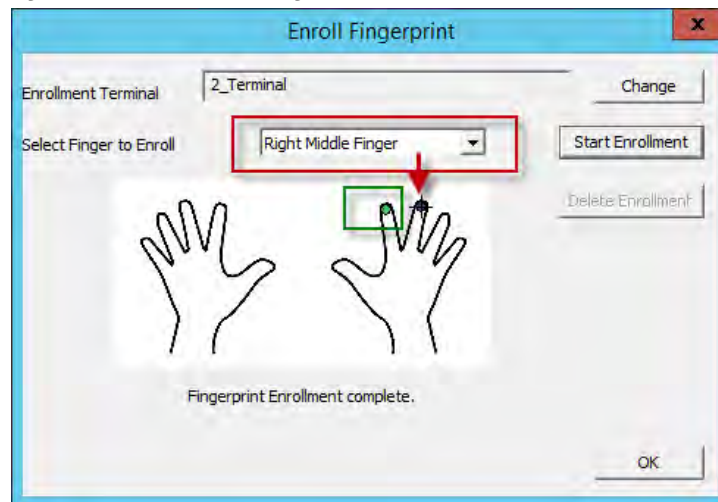 Enroll Fingerprint
x
Enrollment Terminal 2_Terminal Change
Select Finger to Enroll Right Middle Finger Start Enrollment
Delete Enrollment
Fingerprint Enrollment complete.
OK